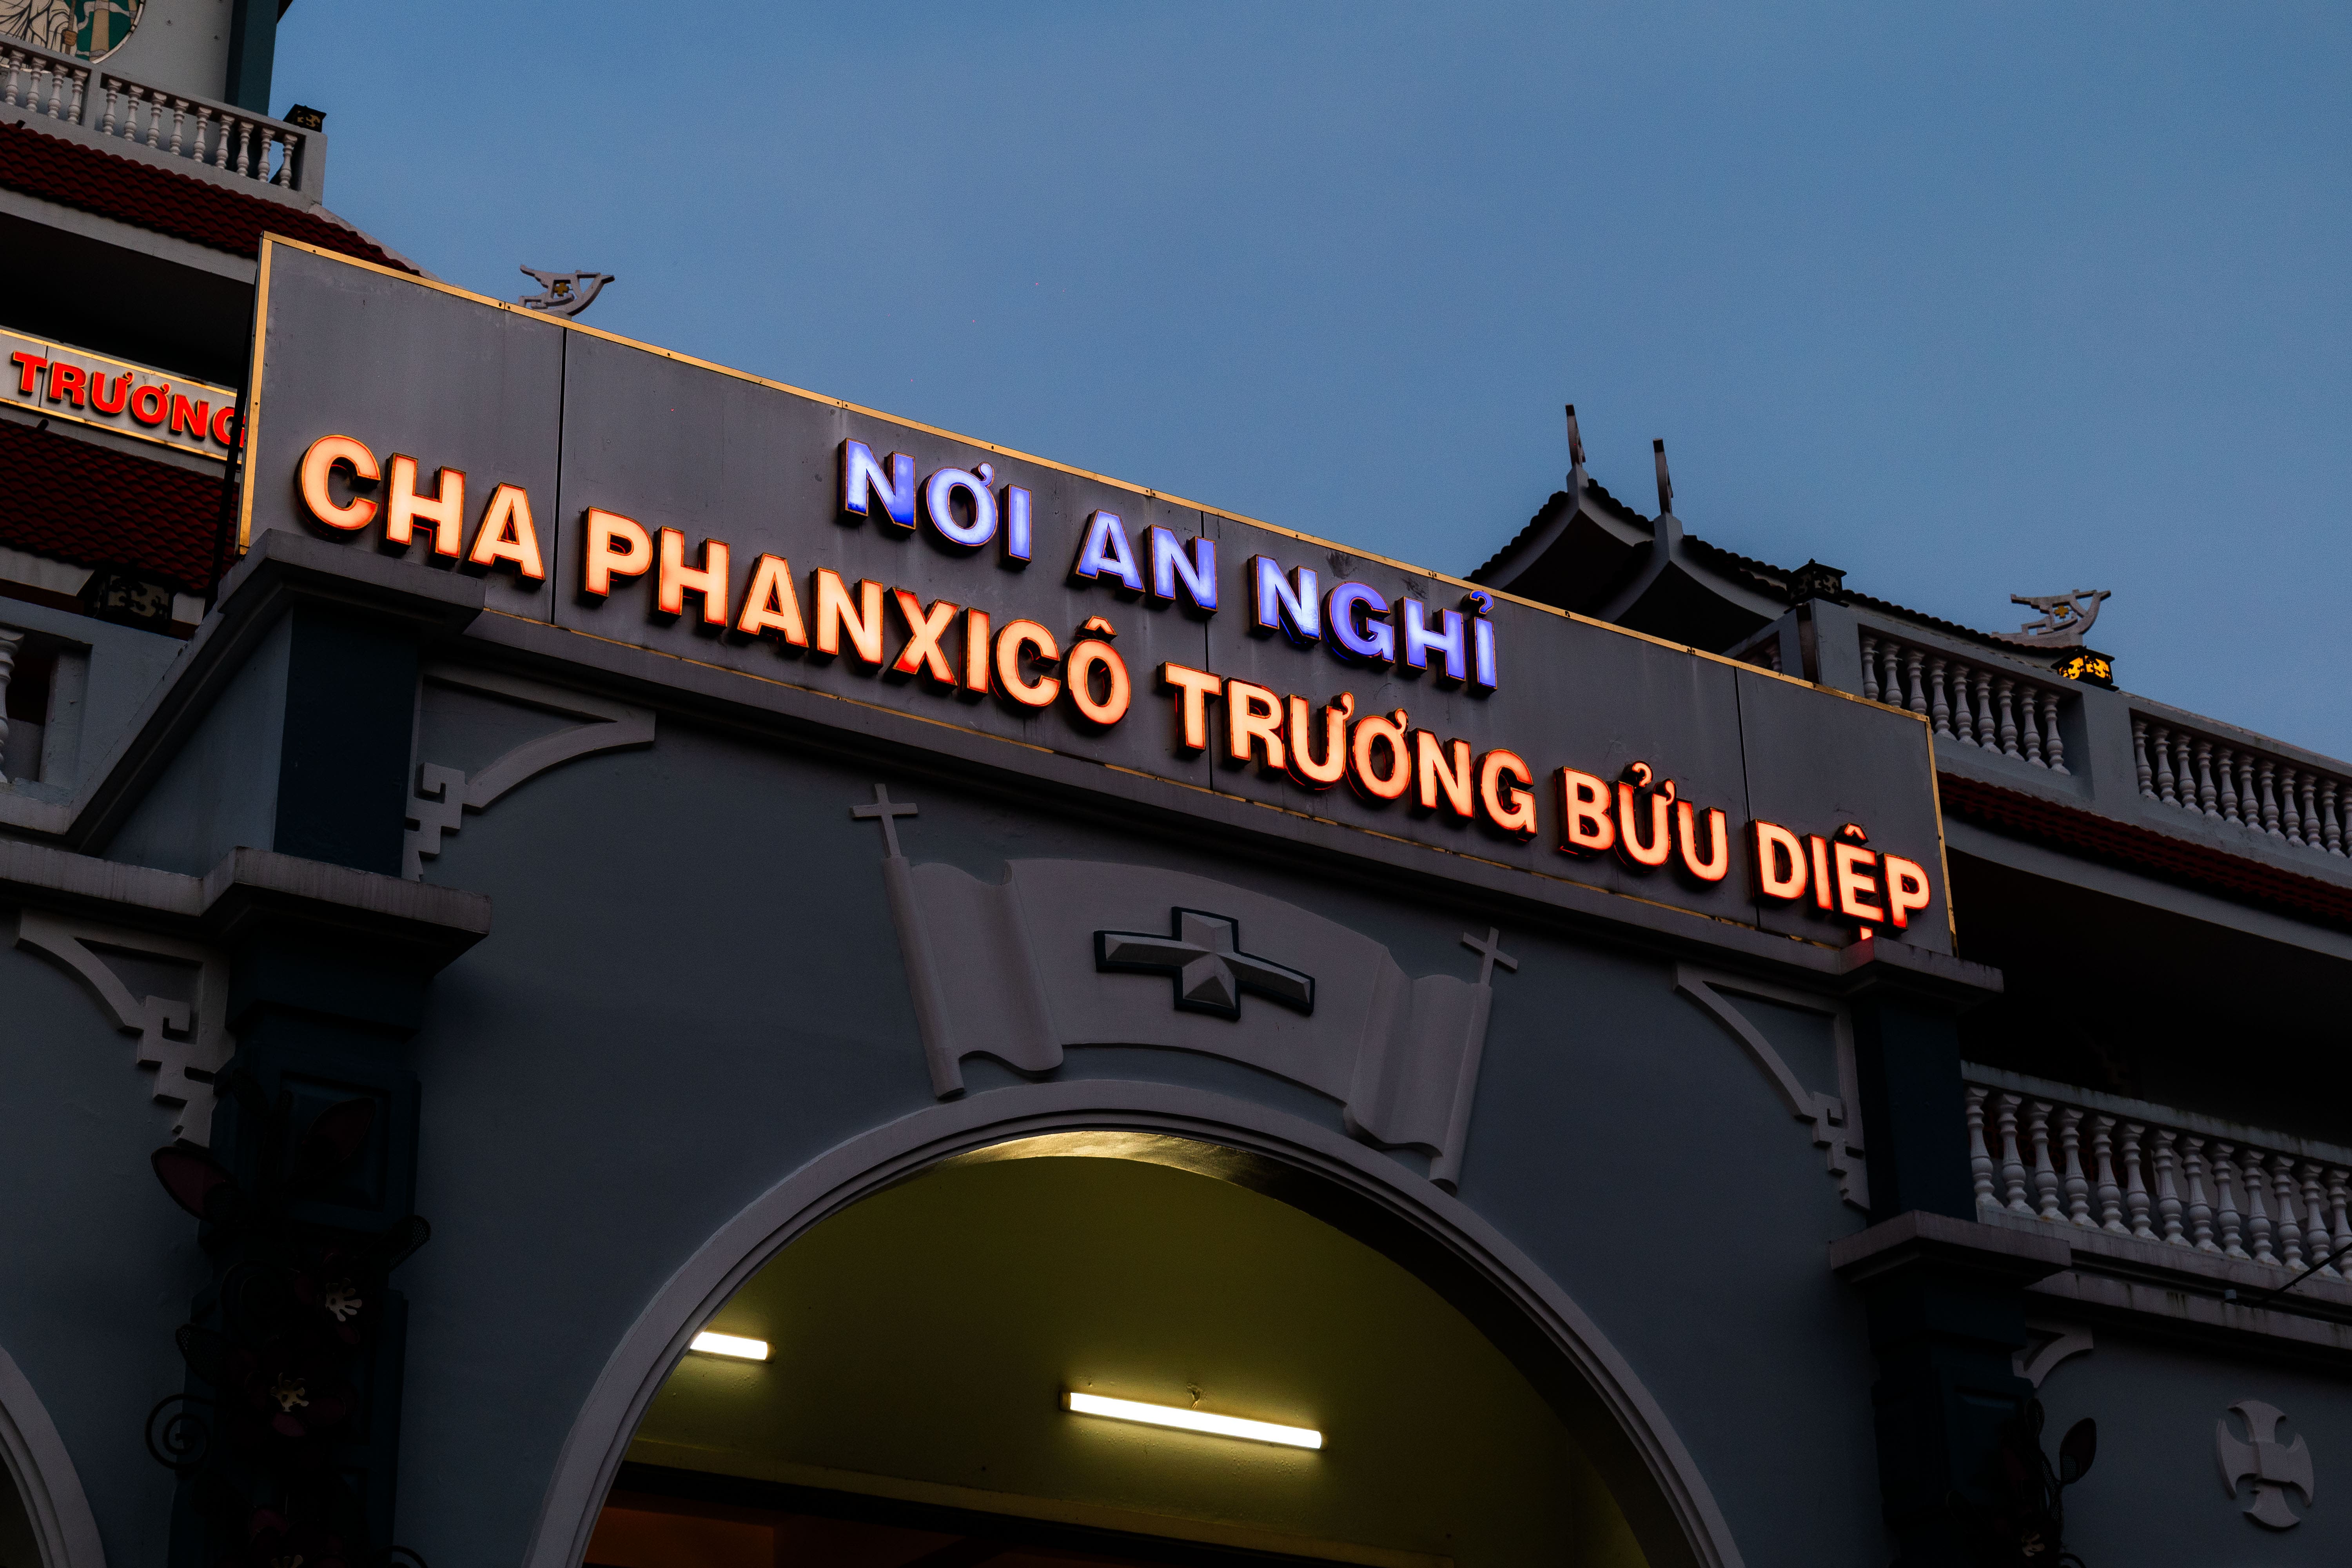 NƠI AN NGHỈ
CHA PHANXICÔ TRƯƠNG BỬU DIỆP
TRƯƠNG